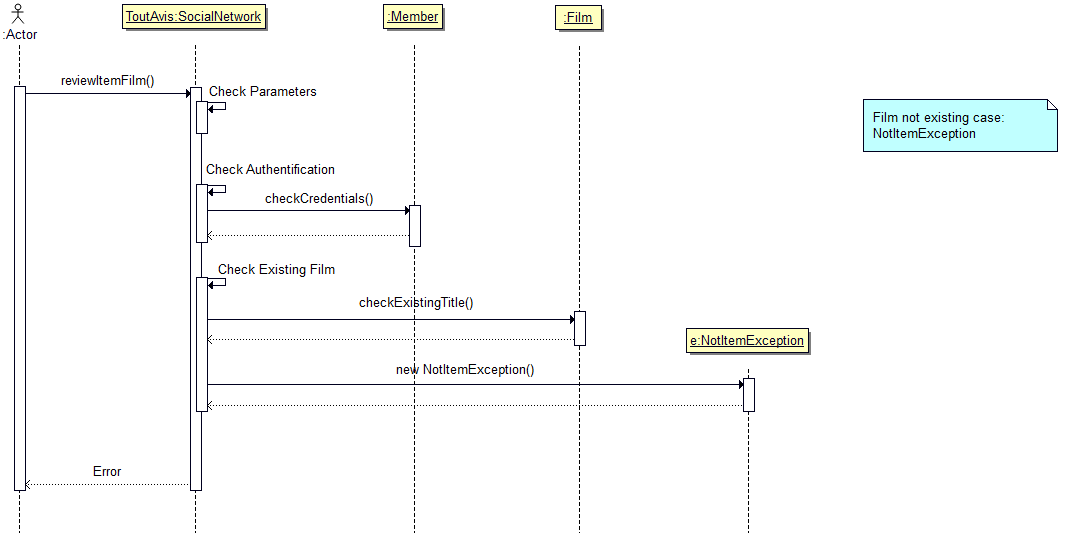 :Actor
ToutAvis:SocialNetwork
:Member
:Film
reviewItemFilm()
Check Parameters
Film not existing case:
NotItemException
Check Authentification
checkCredentials()
Check Existing Film
checkExistingTitle()
e:NotItemException
new NotItemException()
Error